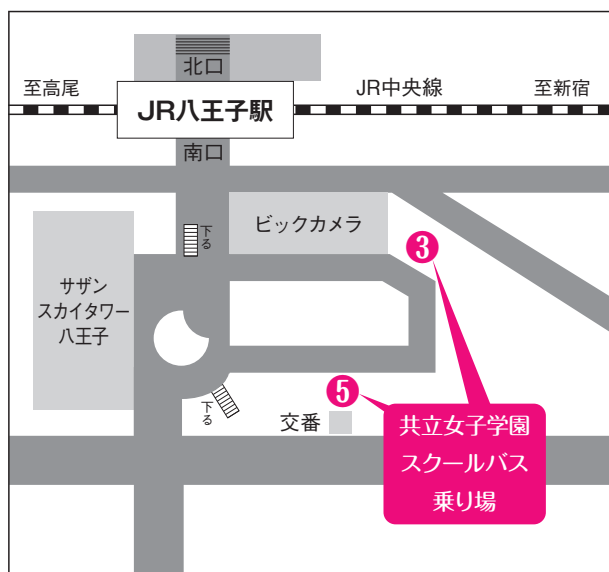 北口
至高尾
JR中央線
至新宿
JR八王子駅
南口
ビックカメラ
下る
3
サザン
スカイタワー
八王子
5
下る
交番
共立女子学園
スクールバス
乗り場